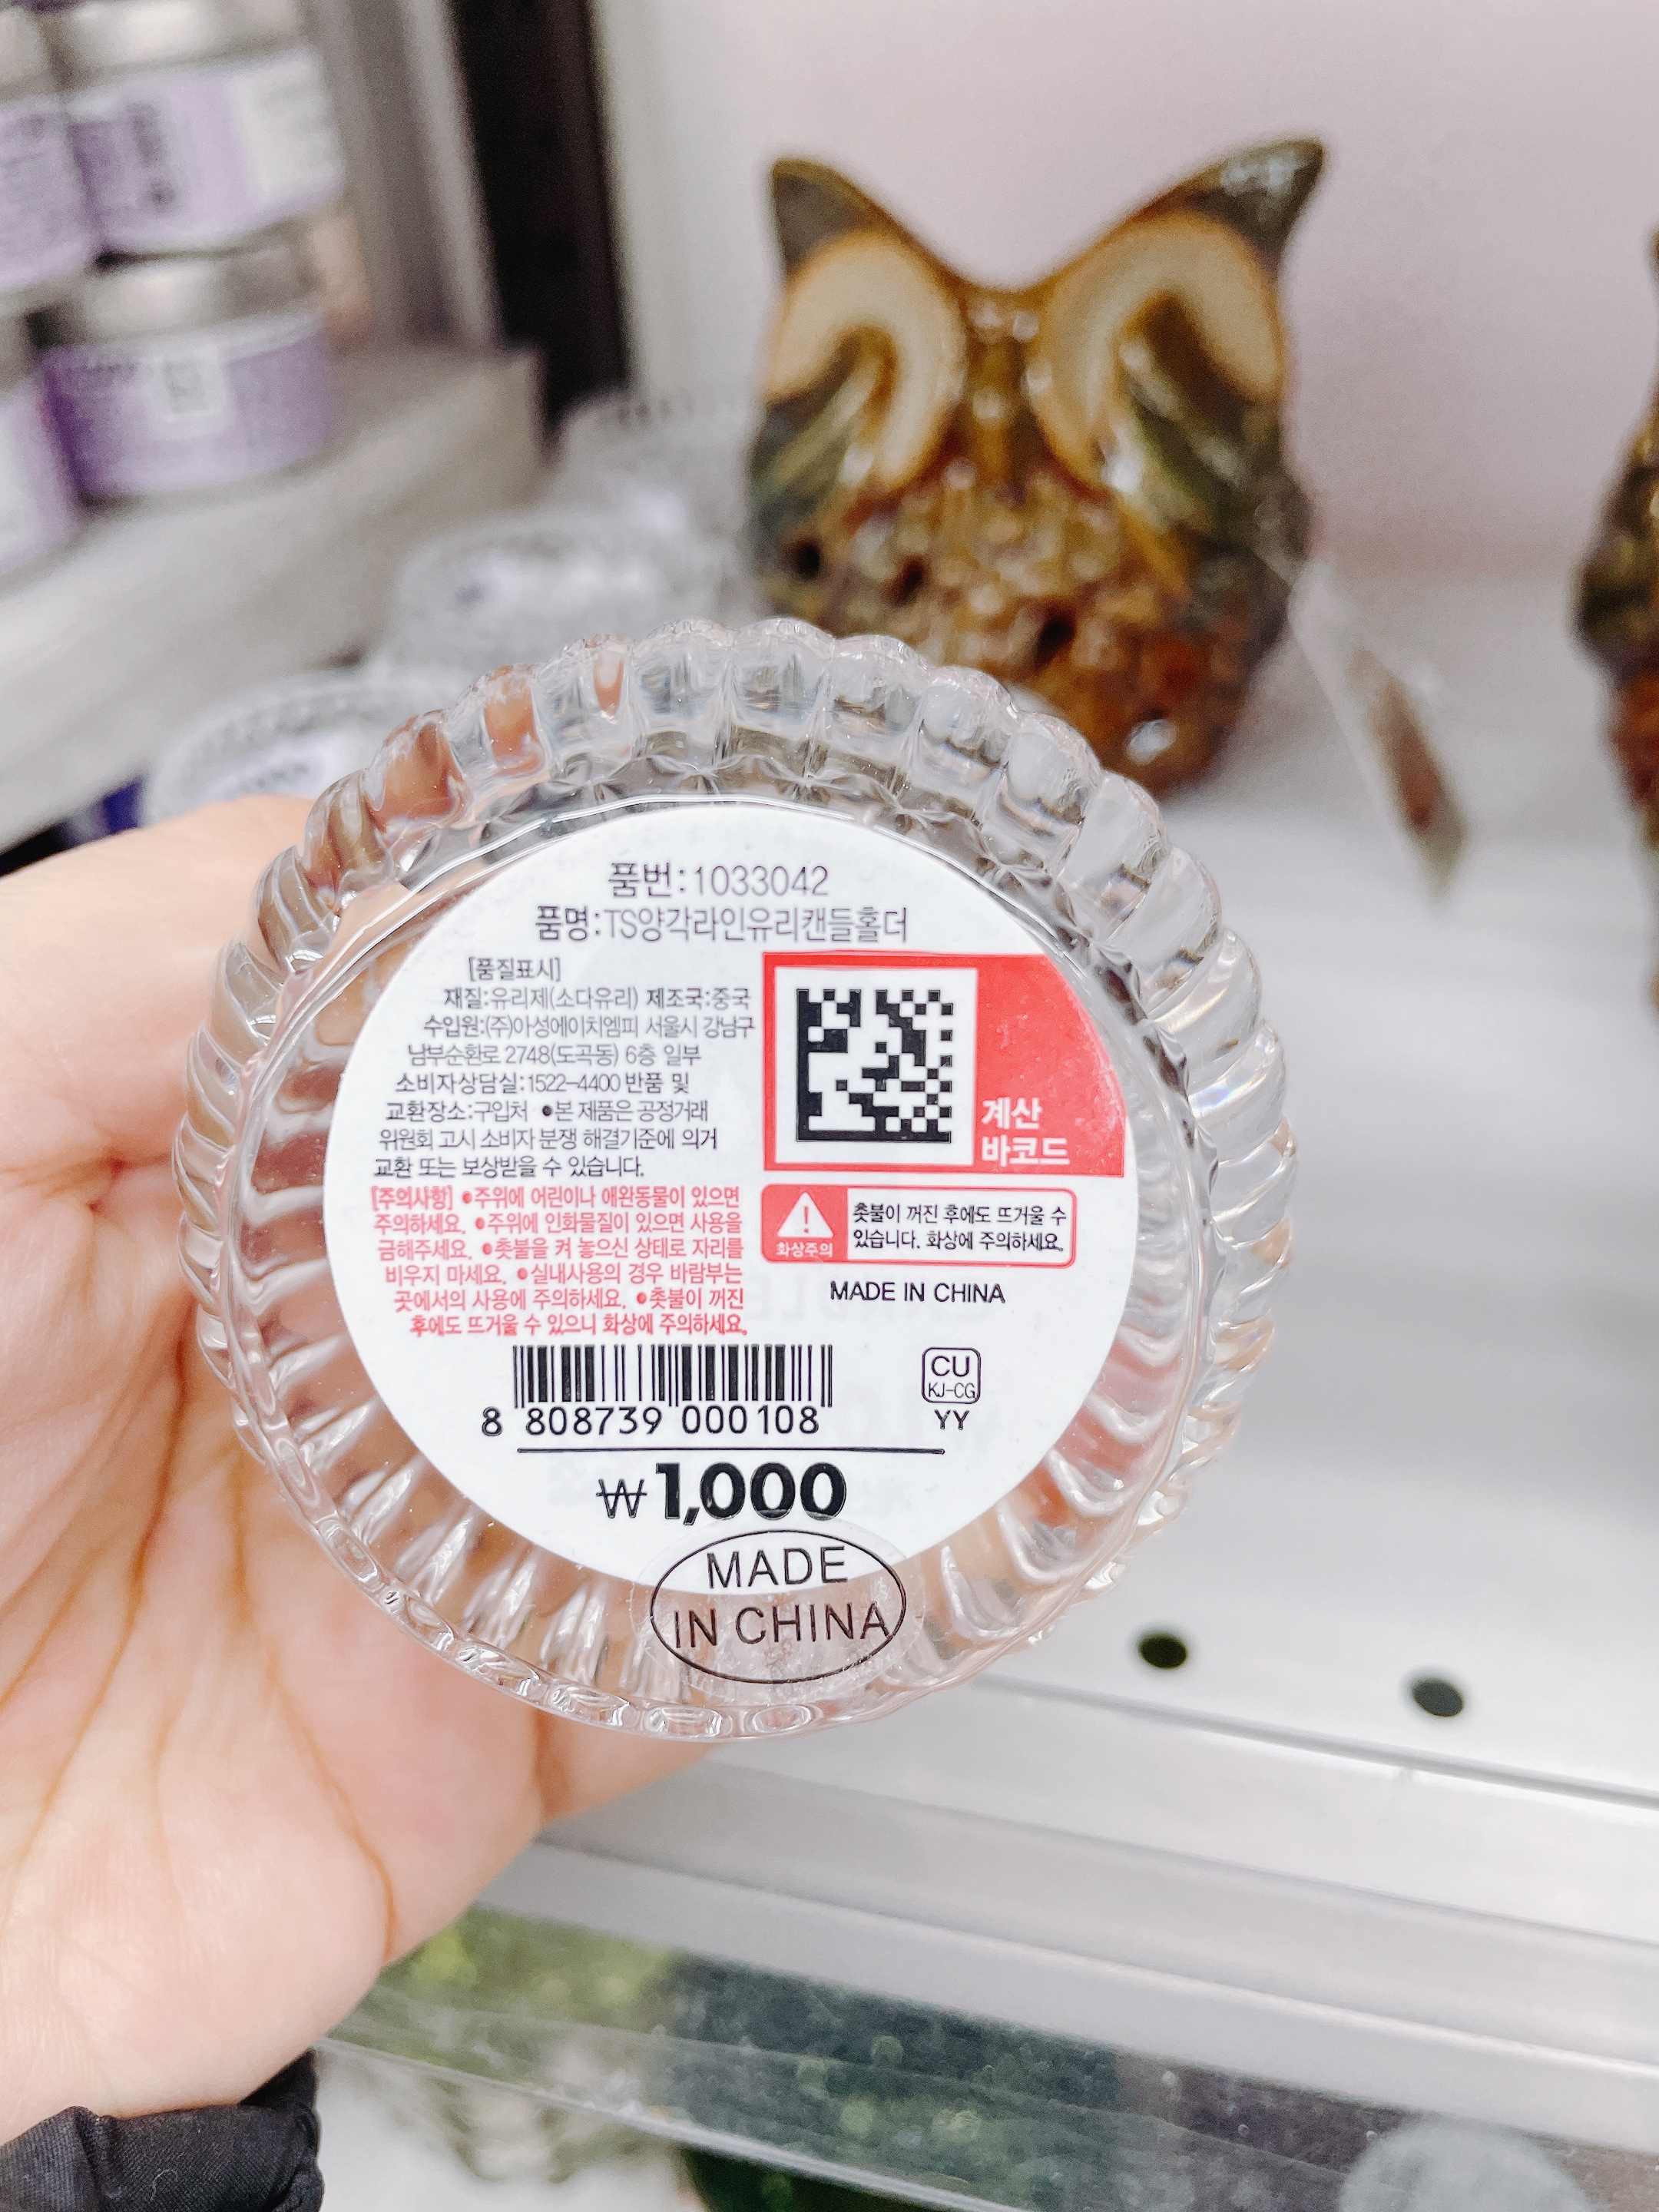 품번:1033042
품명:TS양각라인유리캔들홀더
[품질표시]
재질:유리제(소다유리) 제조국:중국
수입원:(주)아성에이치엠피 서울시 강남구
남부순환로 2748(도곡동) 6층 일부
소비자상담실:1522-4400 반품 및
교환장소:구입처 ●본 제품은 공정거래
위원회 고시 소비자 분쟁 해결기준에 의거
교환 또는 보상받을 수 있습니다.
[주의사항] ●주위에 어린이나 애완동물이 있으면
주의하세요. ●주위에 인화물질이 있으면 사용을
금해주세요. ●촛불을 켜 놓으신 상태로 자리를
비우지 마세요. ●실내사용의 경우 바람부는
곳에서의 사용에 주의하세요. ●촛불이 꺼진
후에도 뜨거울 수 있으니 화상에 주의하세요.
계산
바코드
화상주의
촛불이 꺼진 후에도 뜨거울 수
있습니다. 화상에 주의하세요.
MADE IN CHINA
8 808739 000108
CU
KJ-CG
YY
₩1,000
MADE
IN CHINA